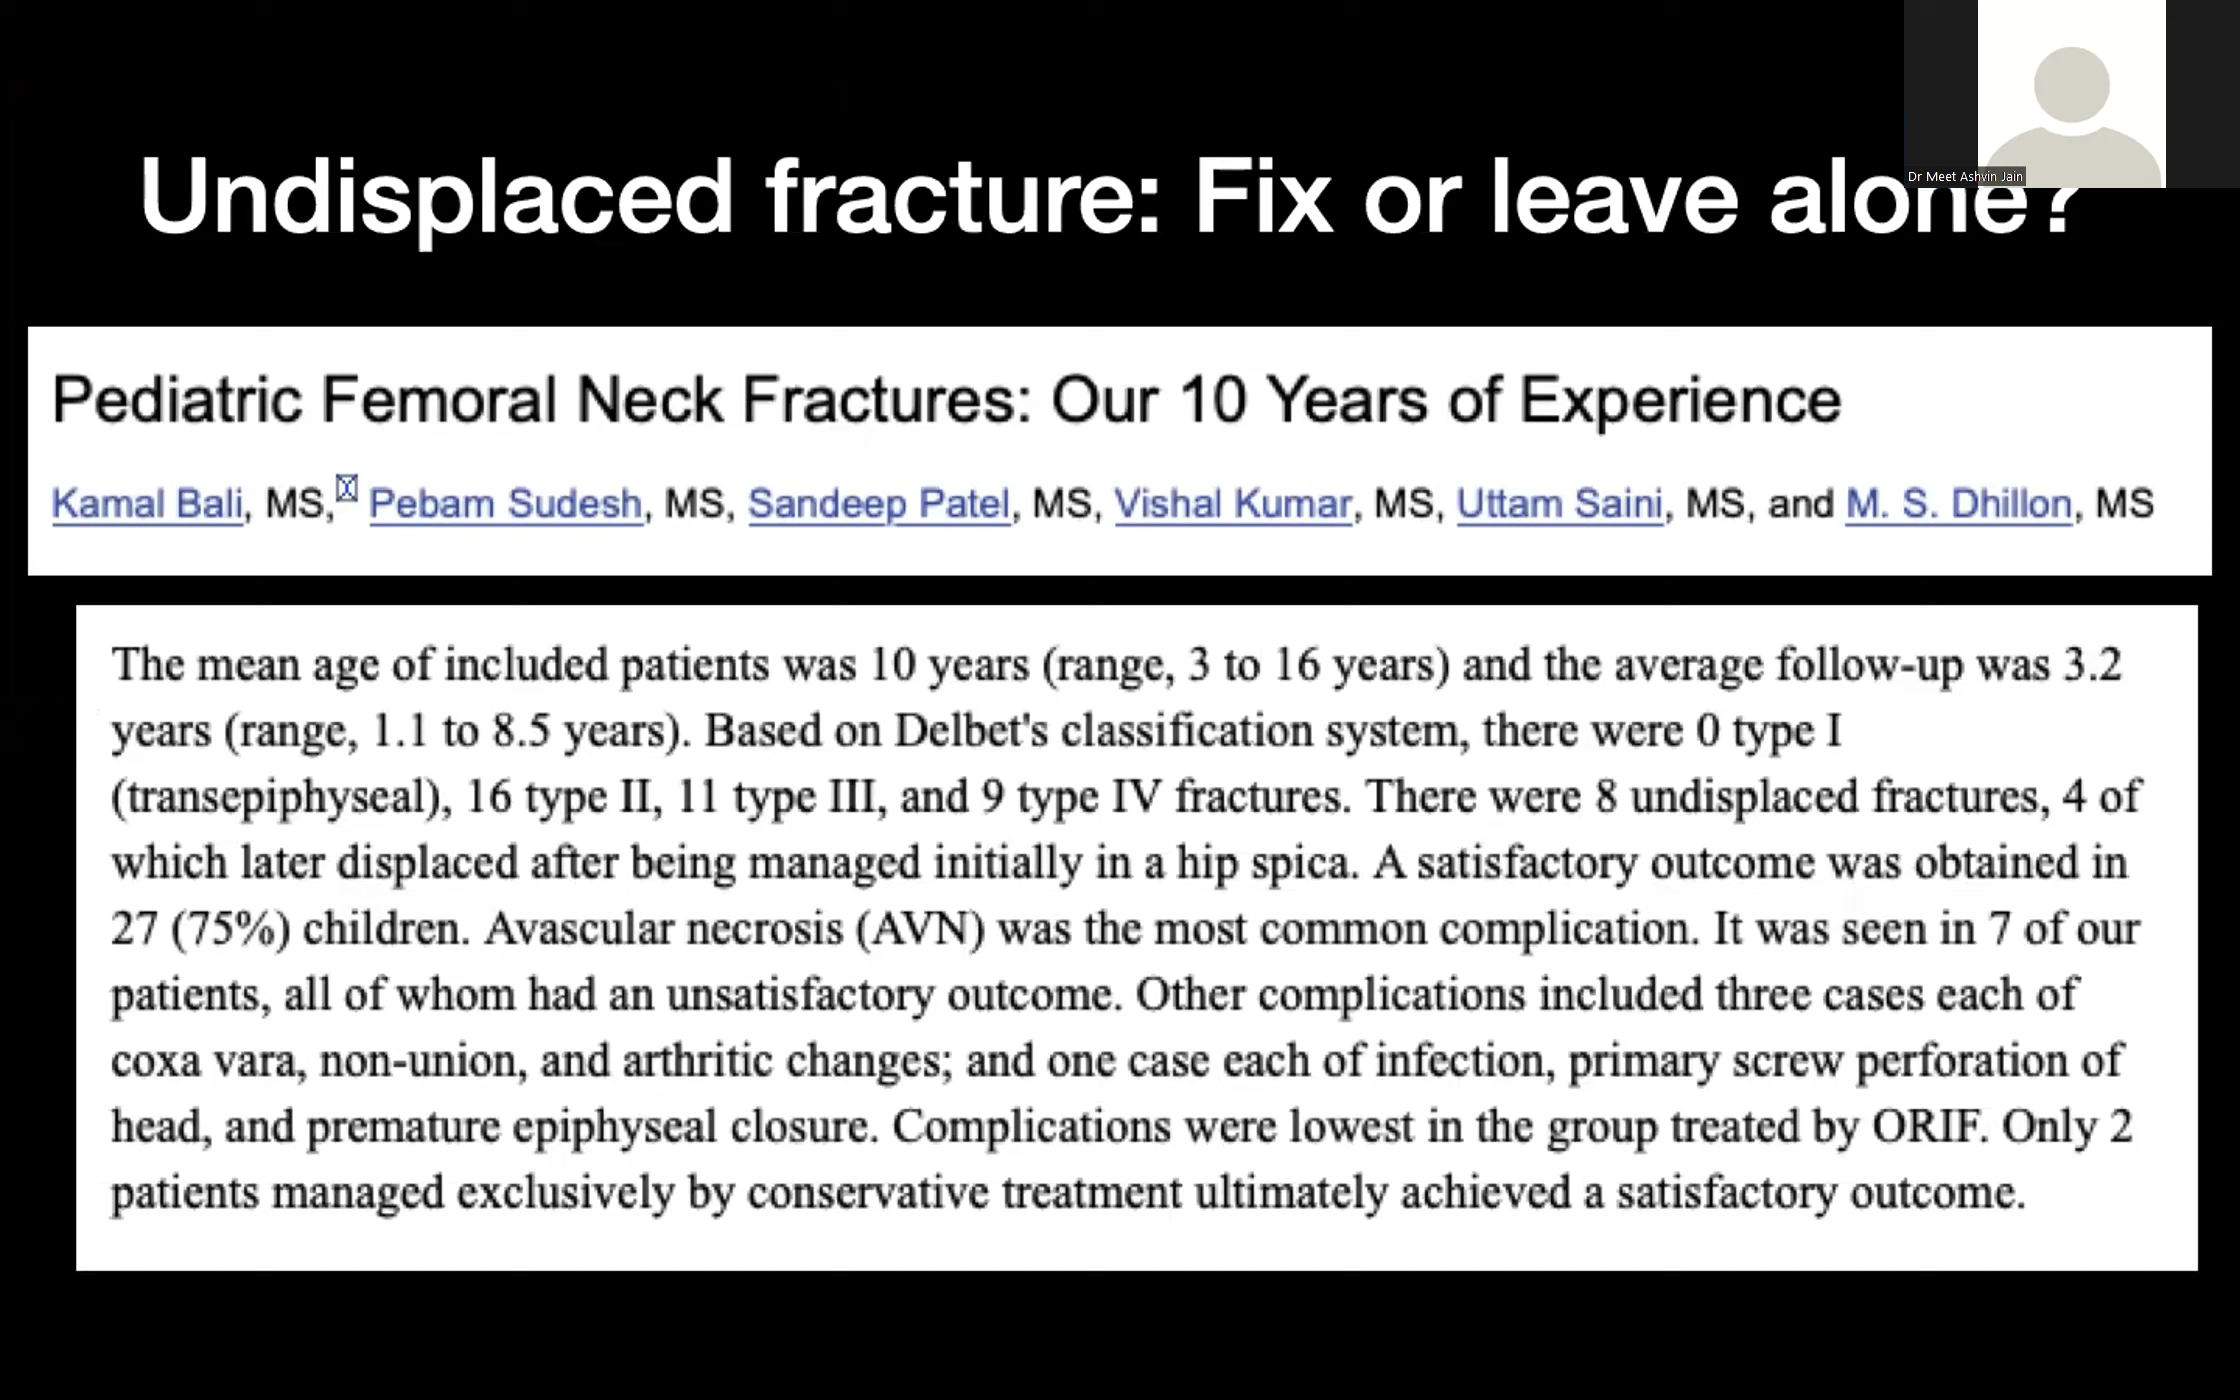 Dr Meet Ashvin Jain
Undisplaced fracture: Fix or leave alone?
Pediatric Femoral Neck Fractures: Our 10 Years of Experience
Kamal Bali, MS, Pebam Sudesh, MS, Sandeep Patel, MS, Vishal Kumar, MS, Uttam Saini, MS, and M. S. Dhillon, MS
The mean age of included patients was 10 years (range, 3 to 16 years) and the average follow-up was 3.2
years (range, 1.1 to 8.5 years). Based on Delbet's classification system, there were 0 type I
(transepiphyseal), 16 type II, 11 type III, and 9 type IV fractures. There were 8 undisplaced fractures, 4 of
which later displaced after being managed initially in a hip spica. A satisfactory outcome was obtained in
27 (75%) children. Avascular necrosis (AVN) was the most common complication. It was seen in 7 of our
patients, all of whom had an unsatisfactory outcome. Other complications included three cases each of
coxa vara, non-union, and arthritic changes; and one case each of infection, primary screw perforation of
head, and premature epiphyseal closure. Complications were lowest in the group treated by ORIF. Only 2
patients managed exclusively by conservative treatment ultimately achieved a satisfactory outcome.